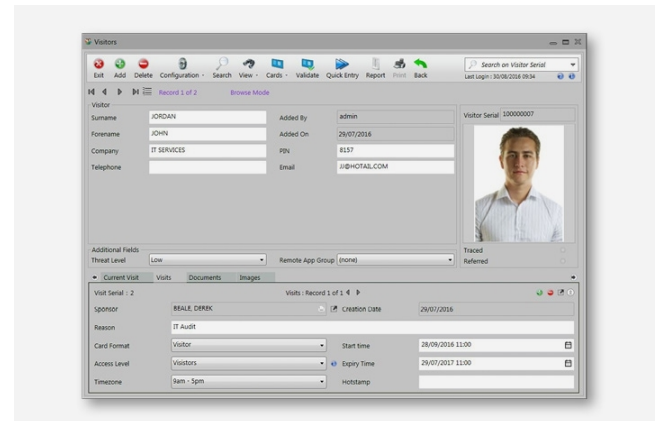 Visitors
Exit Add Delete Configuration Search View Cards Validate Quick Entry Report Print Back
Search on Visitor Serial
Last Login : 30/08/2016 09:34
Record 1 of 2 Browse Mode
Visitor
Surname JORDAN Added By admin Visitor Serial 100000007
Forename JOHN Added On 29/07/2016
Company IT SERVICES PIN 8157
Telephone Email JJ@HOTAIL.COM
Additional Fields
Threat Level Low Remote App Group (none)
Traced
Referred
Current Visit Visits Documents Images
Visit Serial : 2 Visits : Record 1 of 1
Sponsor BEALE, DEREK Creation Date 29/07/2016
Reason IT Audit
Card Format Visitor Start time 28/09/2016 11:00
Access Level Visistors Expiry Time 29/07/2017 11:00
Timezone 9am - 5pm Hotstamp